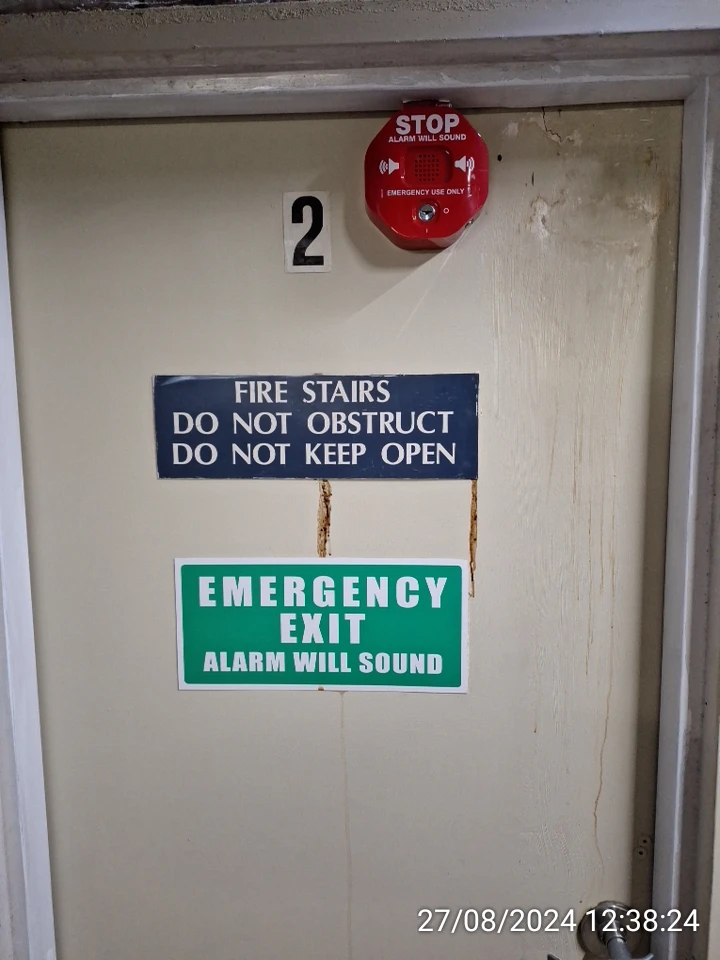 STOP
ALARM WILL SOUND
EMERGENCY USE ONLY
2
FIRE STAIRS
DO NOT OBSTRUCT
DO NOT KEEP OPEN
EMERGENCY
EXIT
ALARM WILL SOUND
27/08/2024 12:38:24